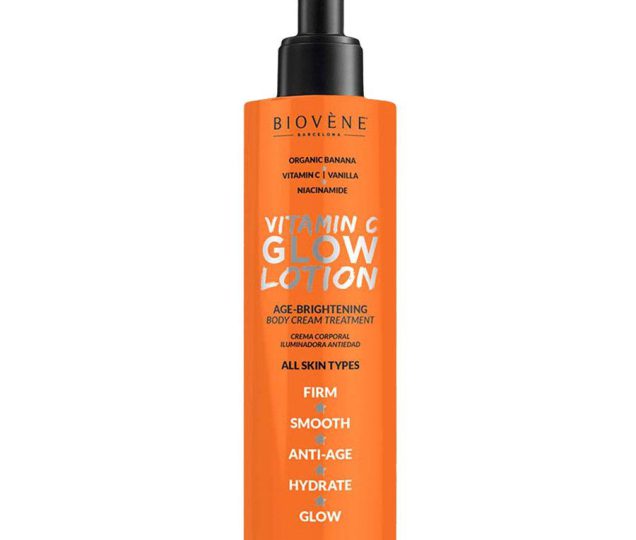 BIOVÈNE
BARCELONA
ORGANIC BANANA
VITAMIN C | VANILLA
NIACINAMIDE
VITAMIN C
GLOW
LOTION
AGE-BRIGHTENING
BODY CREAM TREATMENT
CREMA CORPORAL
ILUMINADORA ANTIEDAD
ALL SKIN TYPES
FIRM
SMOOTH
ANTI-AGE
HYDRATE
GLOW